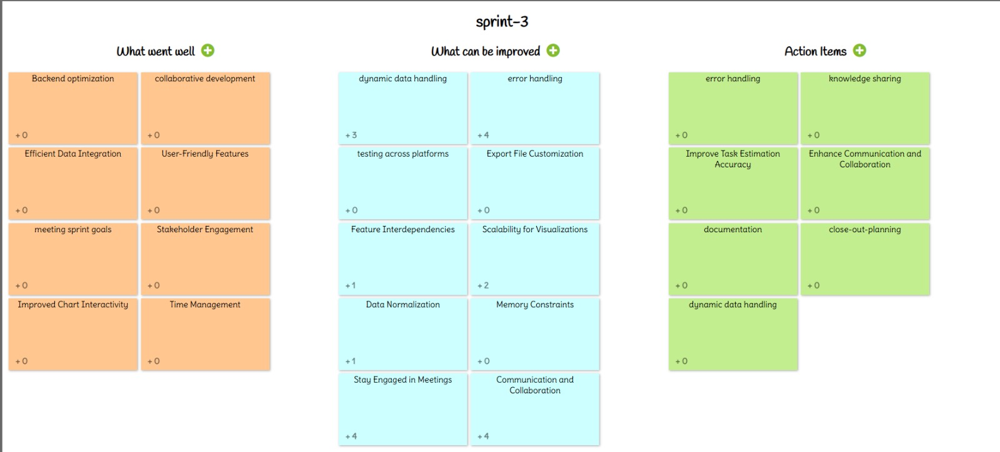 sprint-3
What went well
What can be improved
Action Items
Backend optimization
collaborative development
+ 0
+ 0
Efficient Data Integration
User-Friendly Features
+ 0
+ 0
meeting sprint goals
Stakeholder Engagement
+ 0
+ 0
Improved Chart Interactivity
Time Management
+ 0
+ 0
dynamic data handling
error handling
+ 3
+ 4
testing across platforms
Export File Customization
+ 0
+ 0
Feature Interdependencies
Scalability for Visualizations
+ 1
+ 2
Data Normalization
Memory Constraints
+ 1
+ 0
Stay Engaged in Meetings
Communication and
Collaboration
+ 4
+ 4
error handling
knowledge sharing
+ 0
+ 0
Improve Task Estimation
Accuracy
Enhance Communication and
Collaboration
+ 0
+ 0
documentation
close-out-planning
+ 0
+ 0
dynamic data handling
+ 0